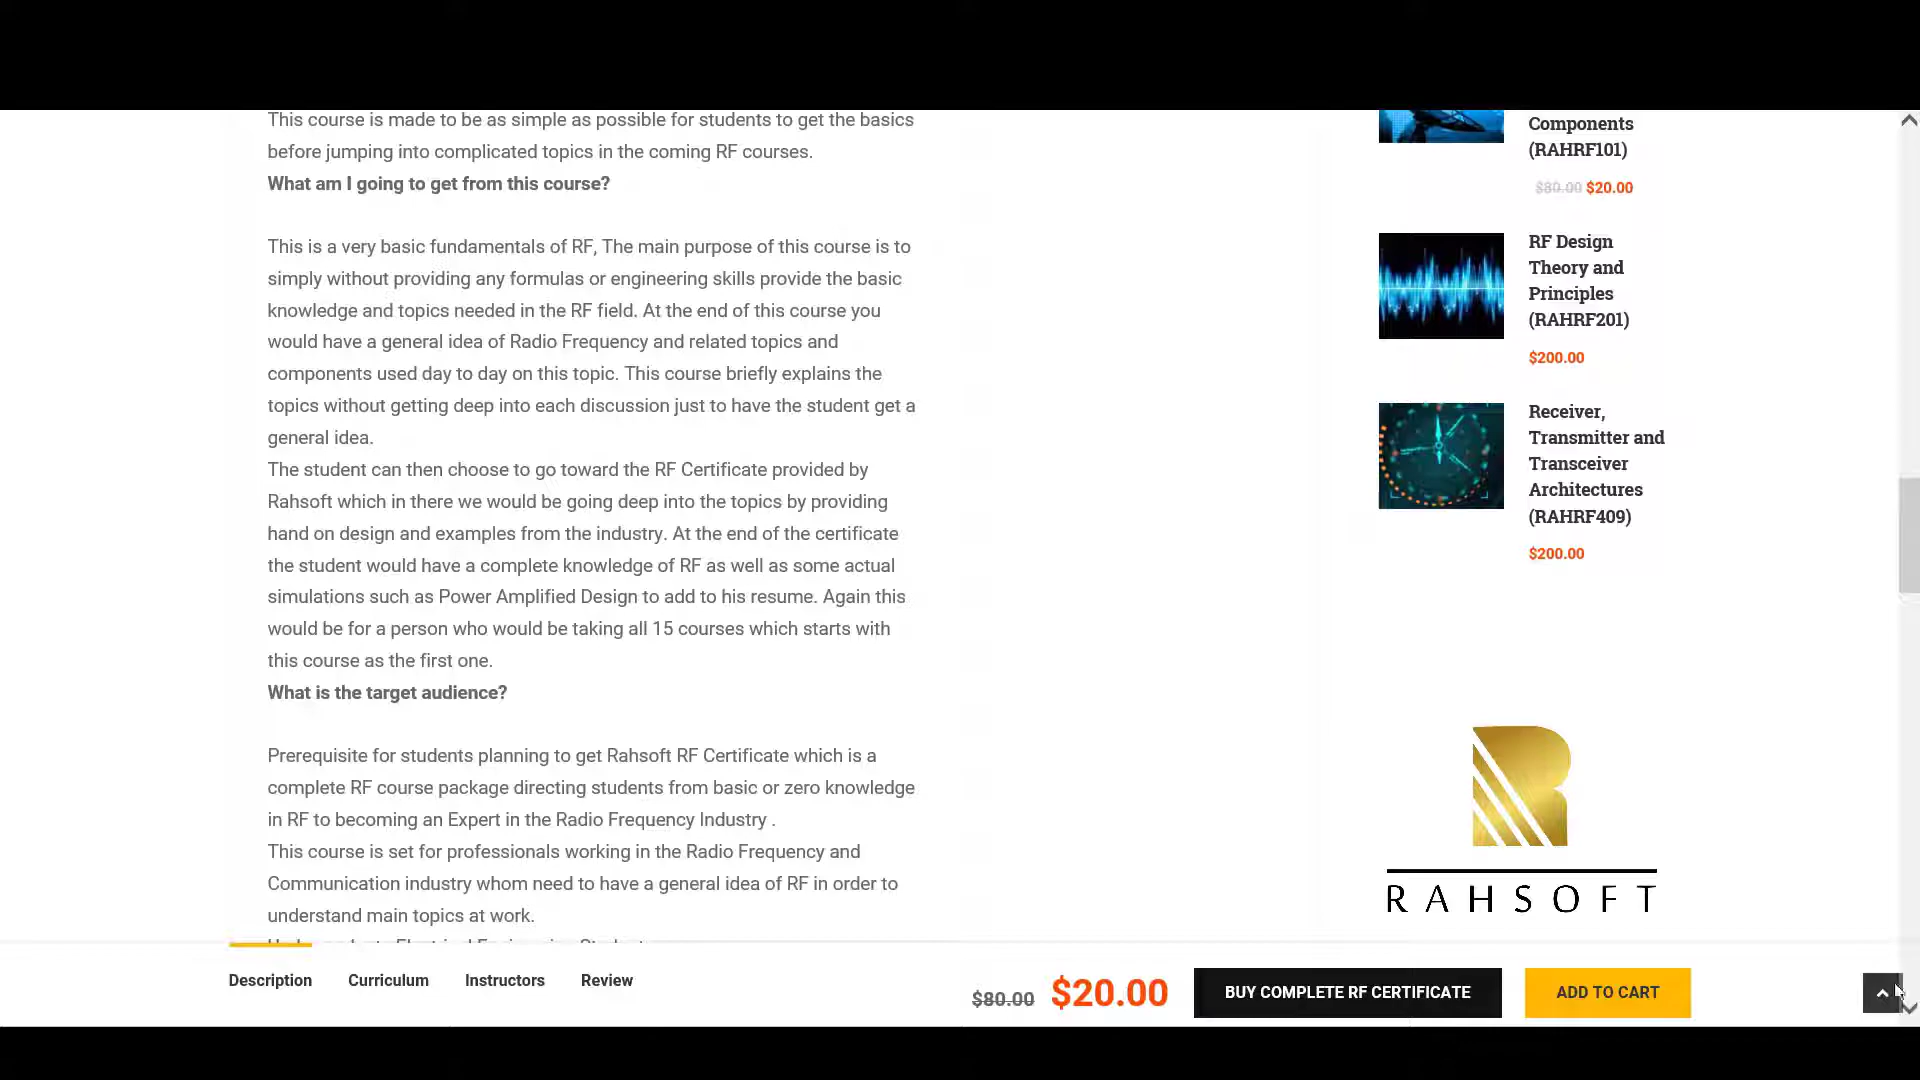 This course is made to be as simple as possible for students to get the basics
before jumping into complicated topics in the coming RF courses.
What am I going to get from this course?
This is a very basic fundamentals of RF, The main purpose of this course is to
simply without providing any formulas or engineering skills provide the basic
knowledge and topics needed in the RF field. At the end of this course you
would have a general idea of Radio Frequency and related topics and
components used day to day on this topic. This course briefly explains the
topics without getting deep into each discussion just to have the student get a
general idea.
The student can then choose to go toward the RF Certificate provided by
Rahsoft which in there we would be going deep into the topics by providing
hand on design and examples from the industry. At the end of the certificate
the student would have a complete knowledge of RF as well as some actual
simulations such as Power Amplified Design to add to his resume. Again this
would be for a person who would be taking all 15 courses which starts with
this course as the first one.
What is the target audience?
Prerequisite for students planning to get Rahsoft RF Certificate which is a
complete RF course package directing students from basic or zero knowledge
in RF to becoming an Expert in the Radio Frequency Industry .
This course is set for professionals working in the Radio Frequency and
Communication industry whom need to have a general idea of RF in order to
understand main topics at work.
Components
(RAHRF101)
$80.00 $20.00
RF Design
Theory and
Principles
(RAHRF201)
$200.00
Receiver,
Transmitter and
Transceiver
Architectures
(RAHRF409)
$200.00
RAHSOFT
Description Curriculum Instructors Review
$80.00 $20.00 BUY COMPLETE RF CERTIFICATE ADD TO CART